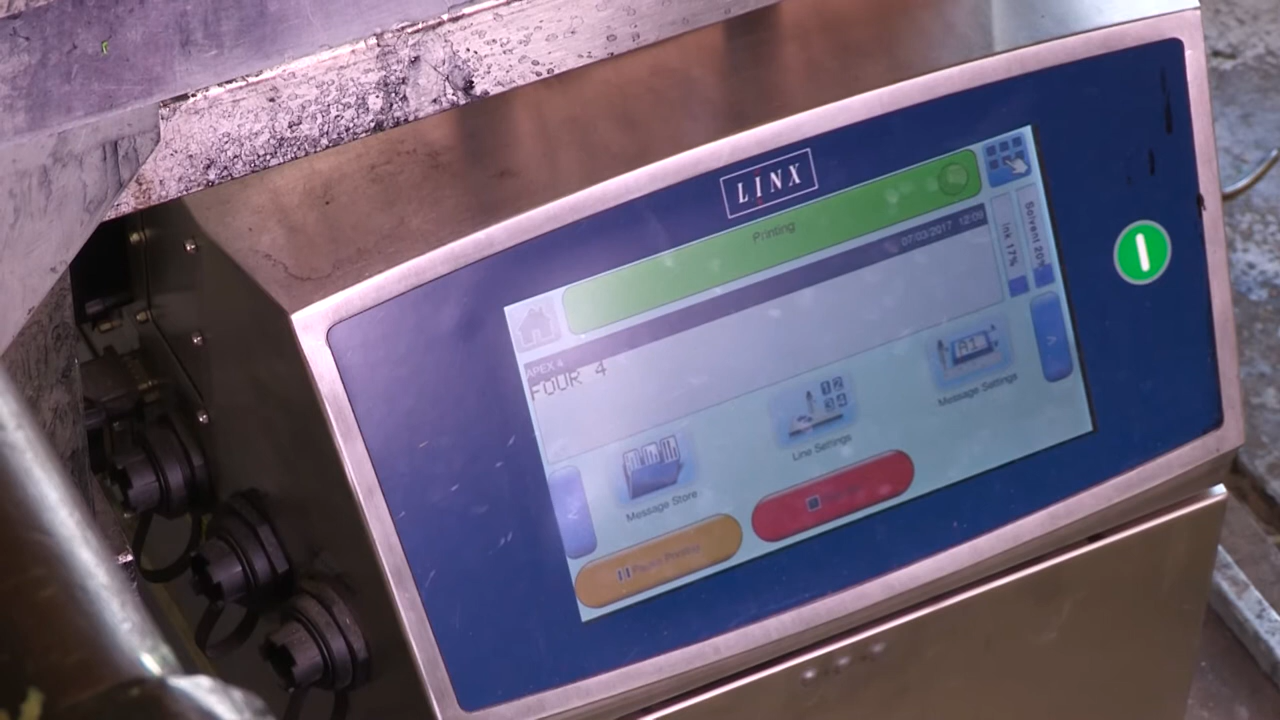 LINX
Printing
07/03/2017 12:09
Ink 17%
Solvent 20%
APEX 4
FOUR 4
Message Store
Line Settings
Message Settings
Pause Printing